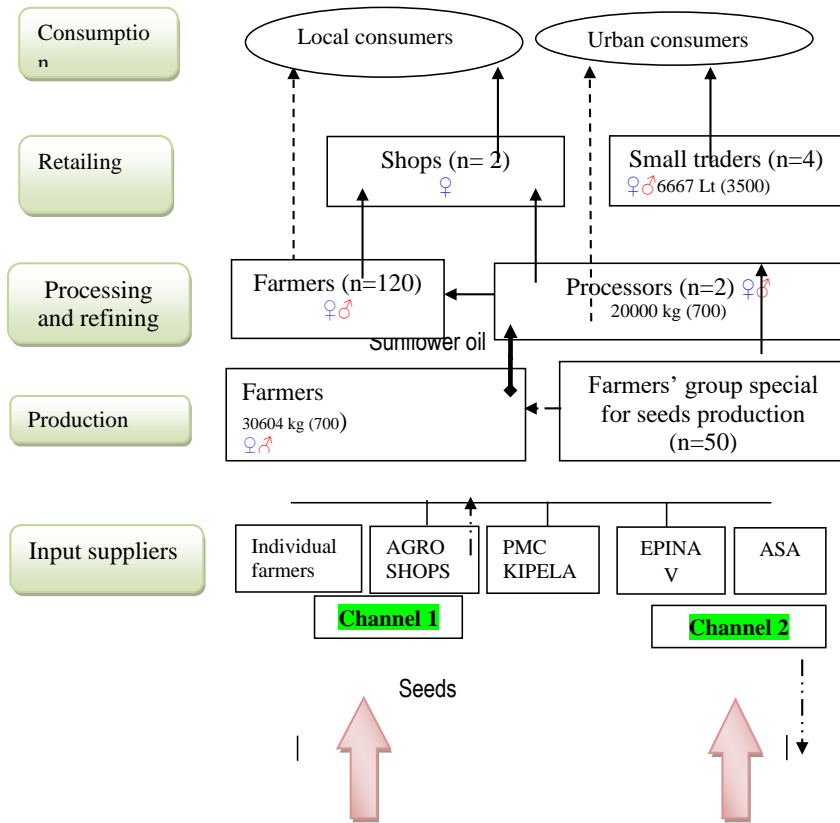 Consumptio
n
Local consumers
Urban consumers
Retailing
Shops (n= 2)
♀
Small traders (n=4)
♀♂6667 Lt (3500)
Processing
and refining
Farmers (n=120)
♀♂
Processors (n=2) ♀♂
20000 kg (700)
Sunflower oil
Production
Farmers
30604 kg (700)
♀♂
Farmers’ group special
for seeds production
(n=50)
Input suppliers
Individual
farmers
AGRO
SHOPS
PMC
KIPELA
EPINA
V
ASA
Channel 1
Channel 2
Seeds